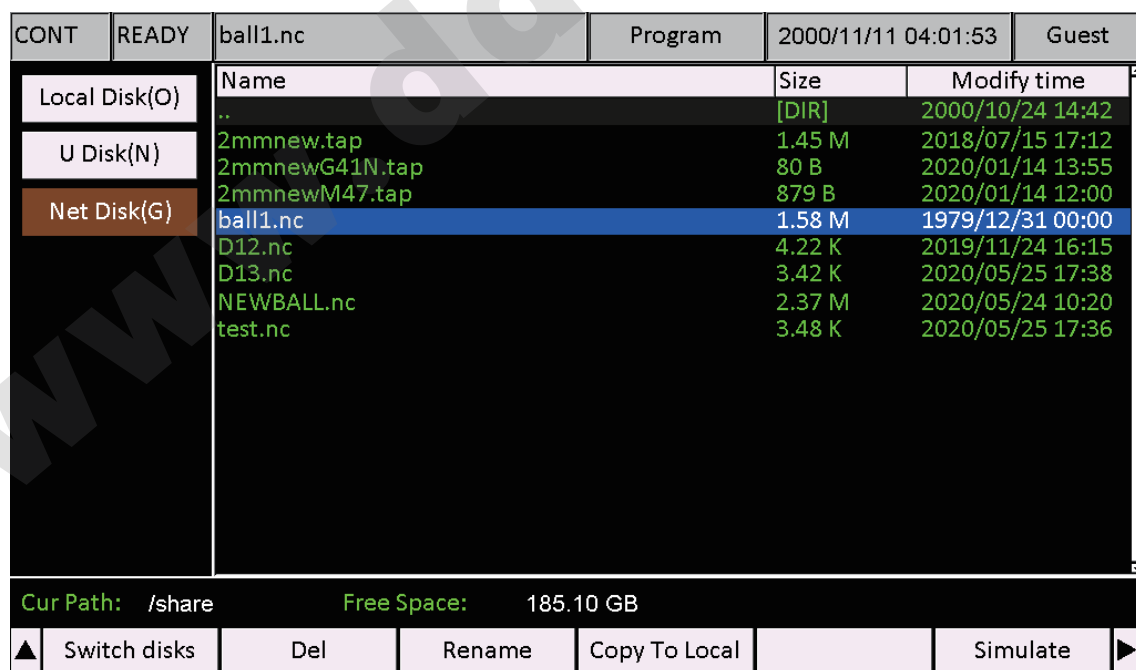 CONT READY ball1.nc Program 2000/11/11 04:01:53 Guest
Local Disk(O)
U Disk(N)
Net Disk(G)
Name Size Modify time
.. [DIR] 2000/10/24 14:42
2mmnew.tap 1.45 M 2018/07/15 17:12
2mmnewG41N.tap 80 B 2020/01/14 13:55
2mmnewM47.tap 879 B 2020/01/14 12:00
ball1.nc 1.58 M 1979/12/31 00:00
D12.nc 4.22 K 2019/11/24 16:15
D13.nc 3.42 K 2020/05/25 17:38
NEWBALL.nc 2.37 M 2020/05/24 10:20
test.nc 3.48 K 2020/05/25 17:36
Cur Path: /share Free Space: 185.10 GB
▲ Switch disks Del Rename Copy To Local Simulate ▶
www.dd